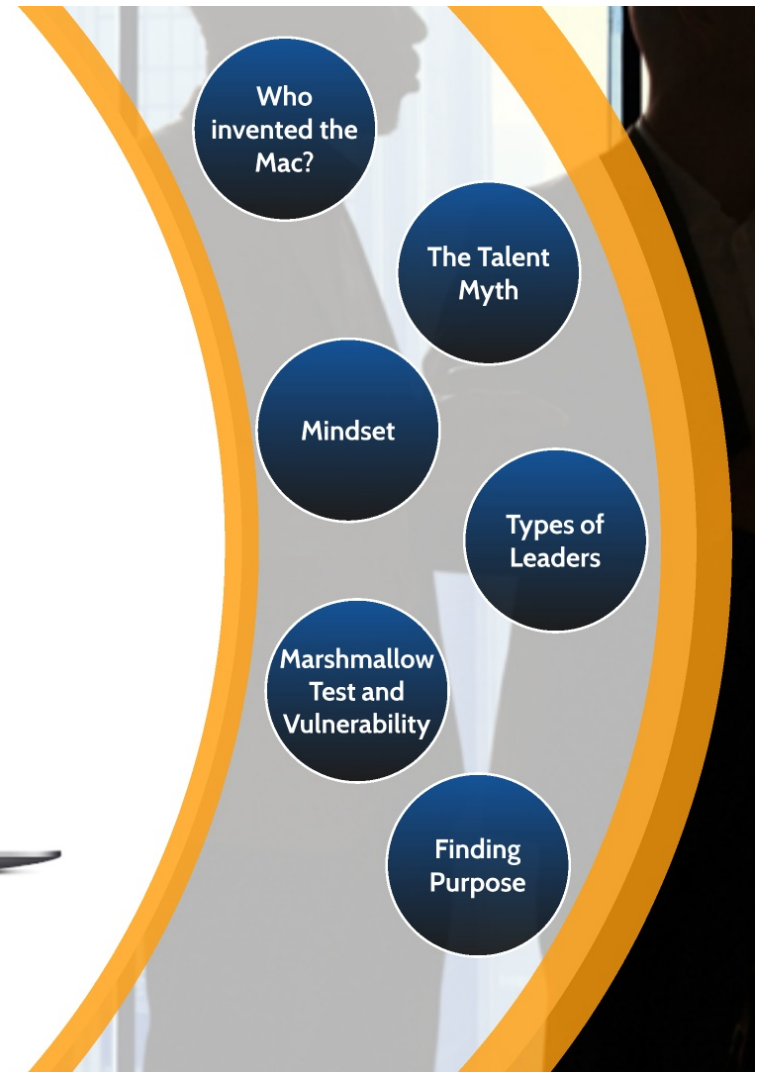 Who
invented the
Mac?
The Talent
Myth
Mindset
Types of
Leaders
Marshmallow
Test and
Vulnerability
Finding
Purpose